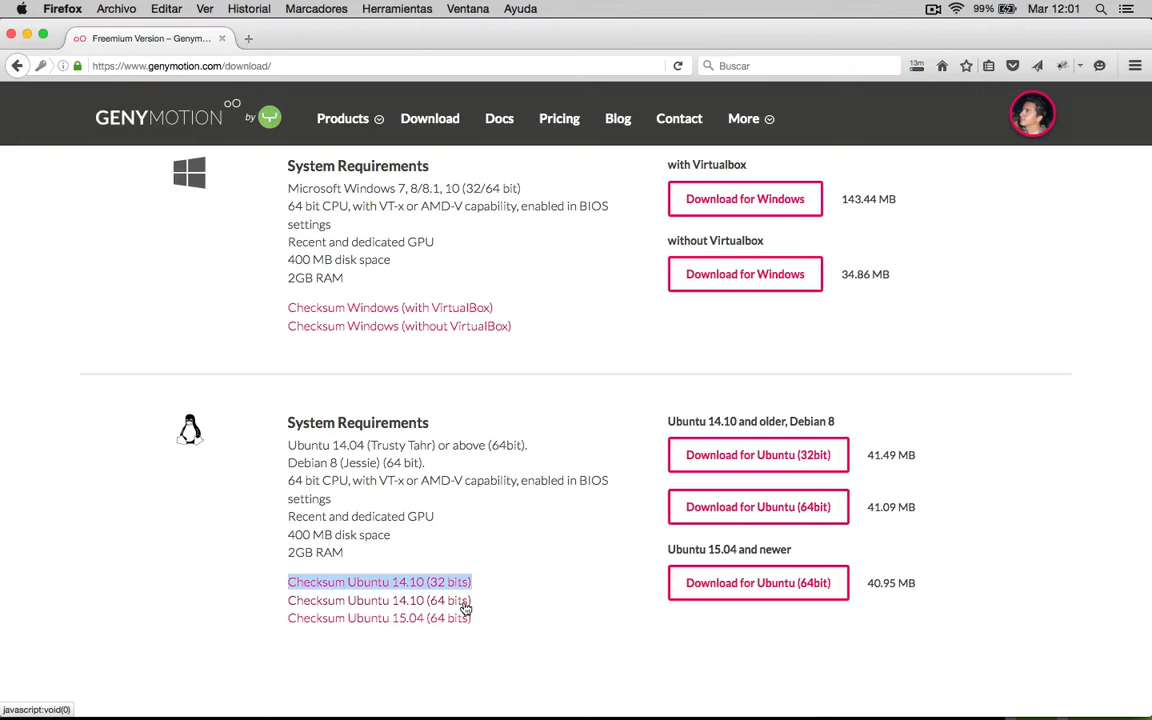 Firefox Archivo Editar Ver Historial Marcadores Herramientas Ventana Ayuda 99% Mar 12:01
Freemium Version – Genym...
https://www.genymotion.com/download/ Buscar 13m
GENYMOTION by Products Download Docs Pricing Blog Contact More
System Requirements
Microsoft Windows 7, 8/8.1, 10 (32/64 bit)
64 bit CPU, with VT-x or AMD-V capability, enabled in BIOS
settings
Recent and dedicated GPU
400 MB disk space
2GB RAM
Checksum Windows (with VirtualBox)
Checksum Windows (without VirtualBox)
with Virtualbox
Download for Windows 143.44 MB
without Virtualbox
Download for Windows 34.86 MB
System Requirements
Ubuntu 14.04 (Trusty Tahr) or above (64bit).
Debian 8 (Jessie) (64 bit).
64 bit CPU, with VT-x or AMD-V capability, enabled in BIOS
settings
Recent and dedicated GPU
400 MB disk space
2GB RAM
Checksum Ubuntu 14.10 (32 bits)
Checksum Ubuntu 14.10 (64 bits)
Checksum Ubuntu 15.04 (64 bits)
Ubuntu 14.10 and older, Debian 8
Download for Ubuntu (32bit) 41.49 MB
Download for Ubuntu (64bit) 41.09 MB
Ubuntu 15.04 and newer
Download for Ubuntu (64bit) 40.95 MB
javascript:void(0)